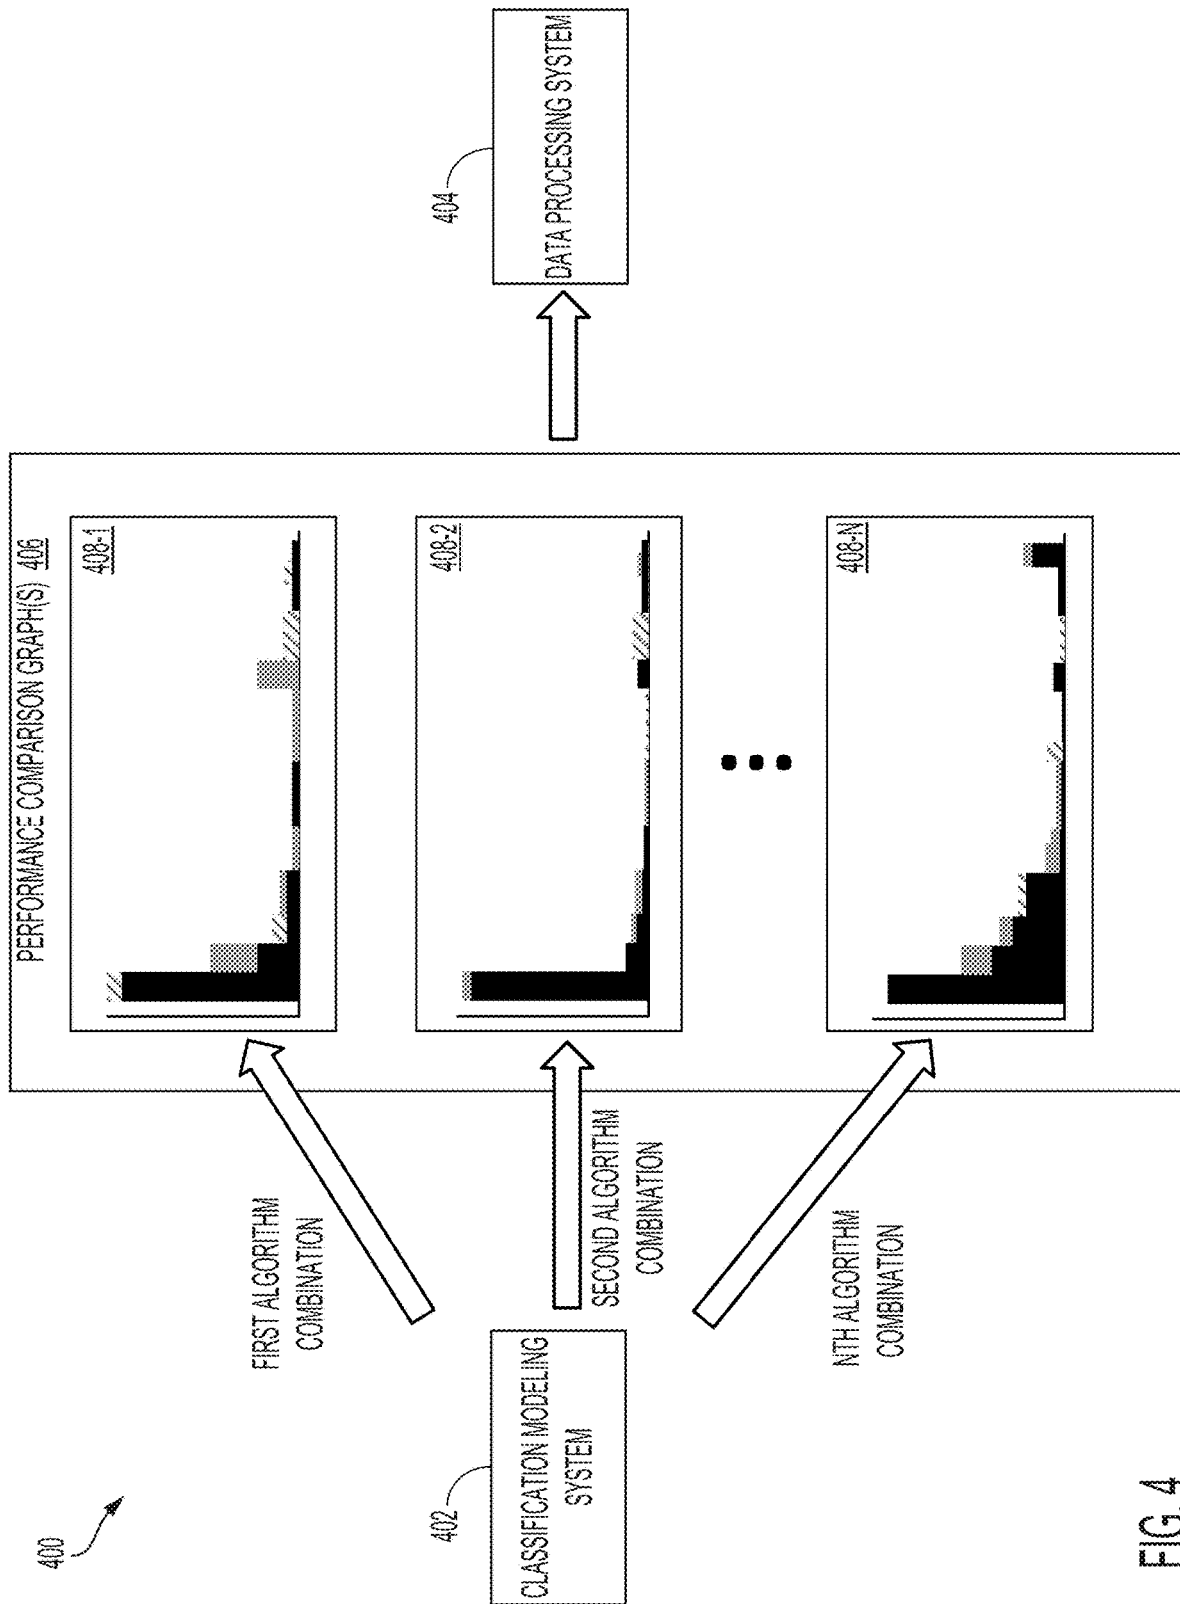 400
402
CLASSIFICATION MODELING
SYSTEM
FIRST ALGORITHM
COMBINATION
SECOND ALGORITHM
COMBINATION
NTH ALGORITHM
COMBINATION
PERFORMANCE COMPARISON GRAPH(S) 406
408-1
408-2
408-N
404
DATA PROCESSING SYSTEM
FIG. 4